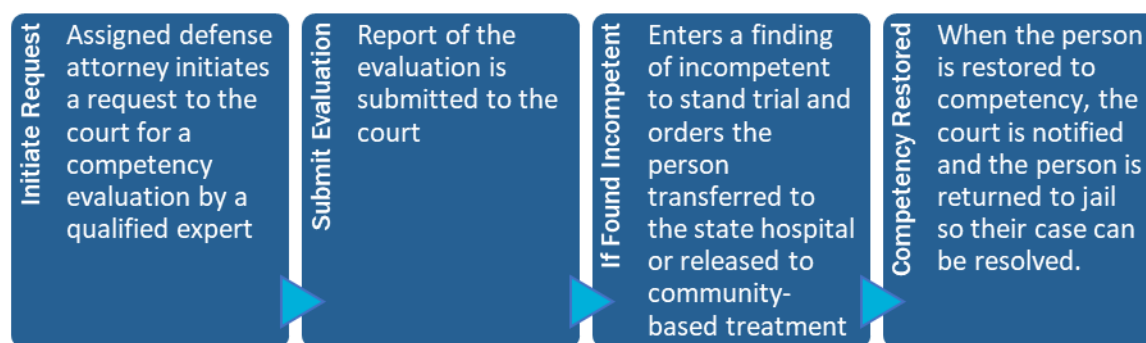 Initiate Request
Assigned defense
attorney initiates
a request to the
court for a
competency
evaluation by a
qualified expert
Submit Evaluation
Report of the
evaluation is
submitted to the
court
If Found Incompetent
Enters a finding
of incompetent
to stand trial and
orders the
person
transferred to
the state hospital
or released to
community-
based treatment
Competency Restored
When the person
is restored to
competency, the
court is notified
and the person is
returned to jail
so their case can
be resolved.